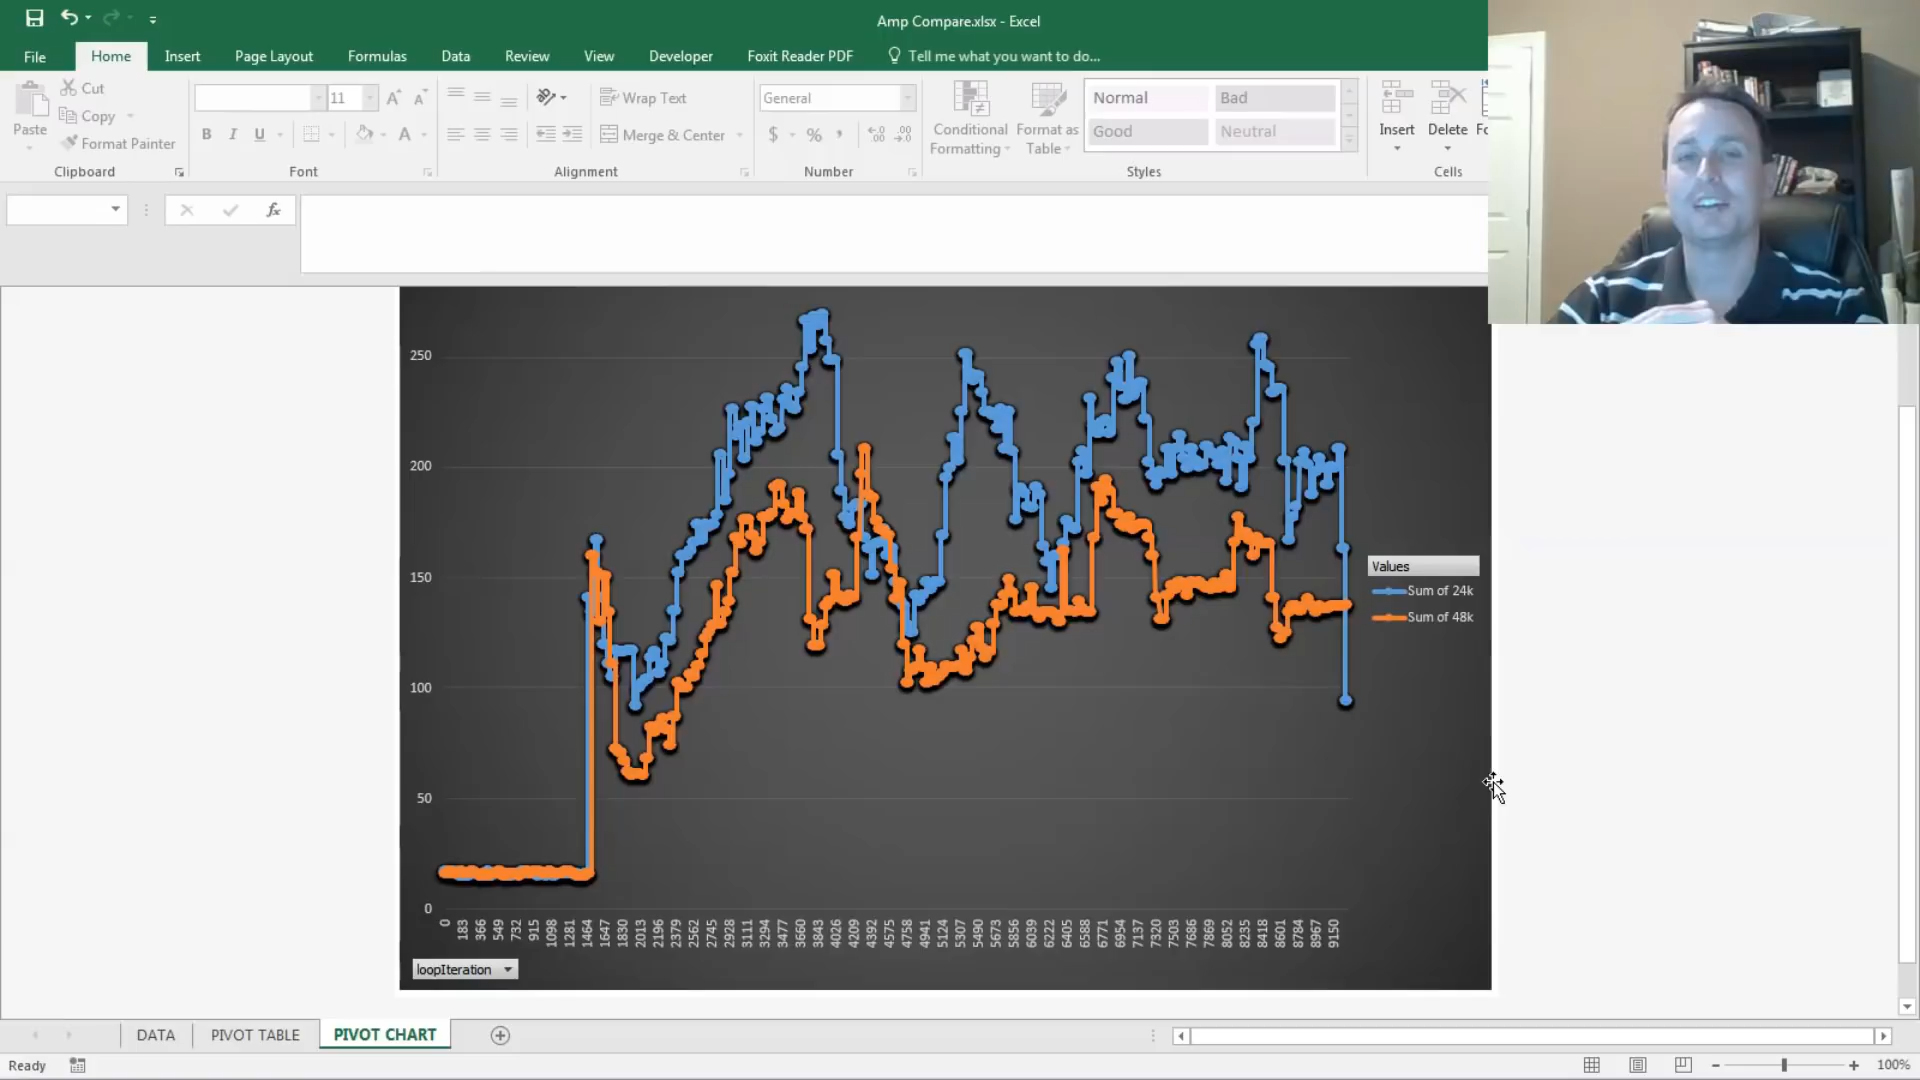 Amp Compare.xlsx - Excel
File Home Insert Page Layout Formulas Data Review View Developer Foxit Reader PDF Tell me what you want to do...
Paste
Cut
Copy
Format Painter
Clipboard
11
B I U
Font
Wrap Text
Merge & Center
Alignment
General
$ % ,
Number
Conditional Formatting
Format as Table
Normal Bad
Good Neutral
Styles
Insert Delete Fo
Cells
fx
250
200
150
100
50
0
Values
Sum of 24k
Sum of 48k
0 183 366 549 732 915 1098 1281 1464 1647 1830 2013 2196 2379 2562 2745 2928 3111 3294 3477 3660 3843 4026 4209 4392 4575 4758 4941 5124 5307 5490 5673 5856 6039 6222 6405 6588 6771 6954 7137 7320 7503 7686 7869 8052 8235 8418 8601 8784 8967 9150
loopIteration
DATA PIVOT TABLE PIVOT CHART
Ready
100%